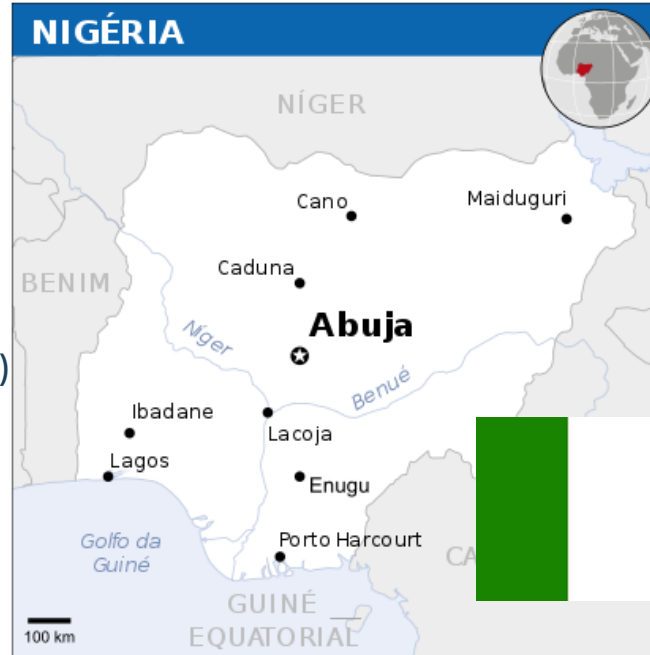 NIGÉRIA
NÍGER
Cano
Maiduguri
Caduna
BENIM
Abuja
Níger
)
Benué
Ibadane
Lacoja
Lagos
Enugu
Golfo da
Guiné
Porto Harcourt
CA
GUINÉ
EQUATORIAL
100 km